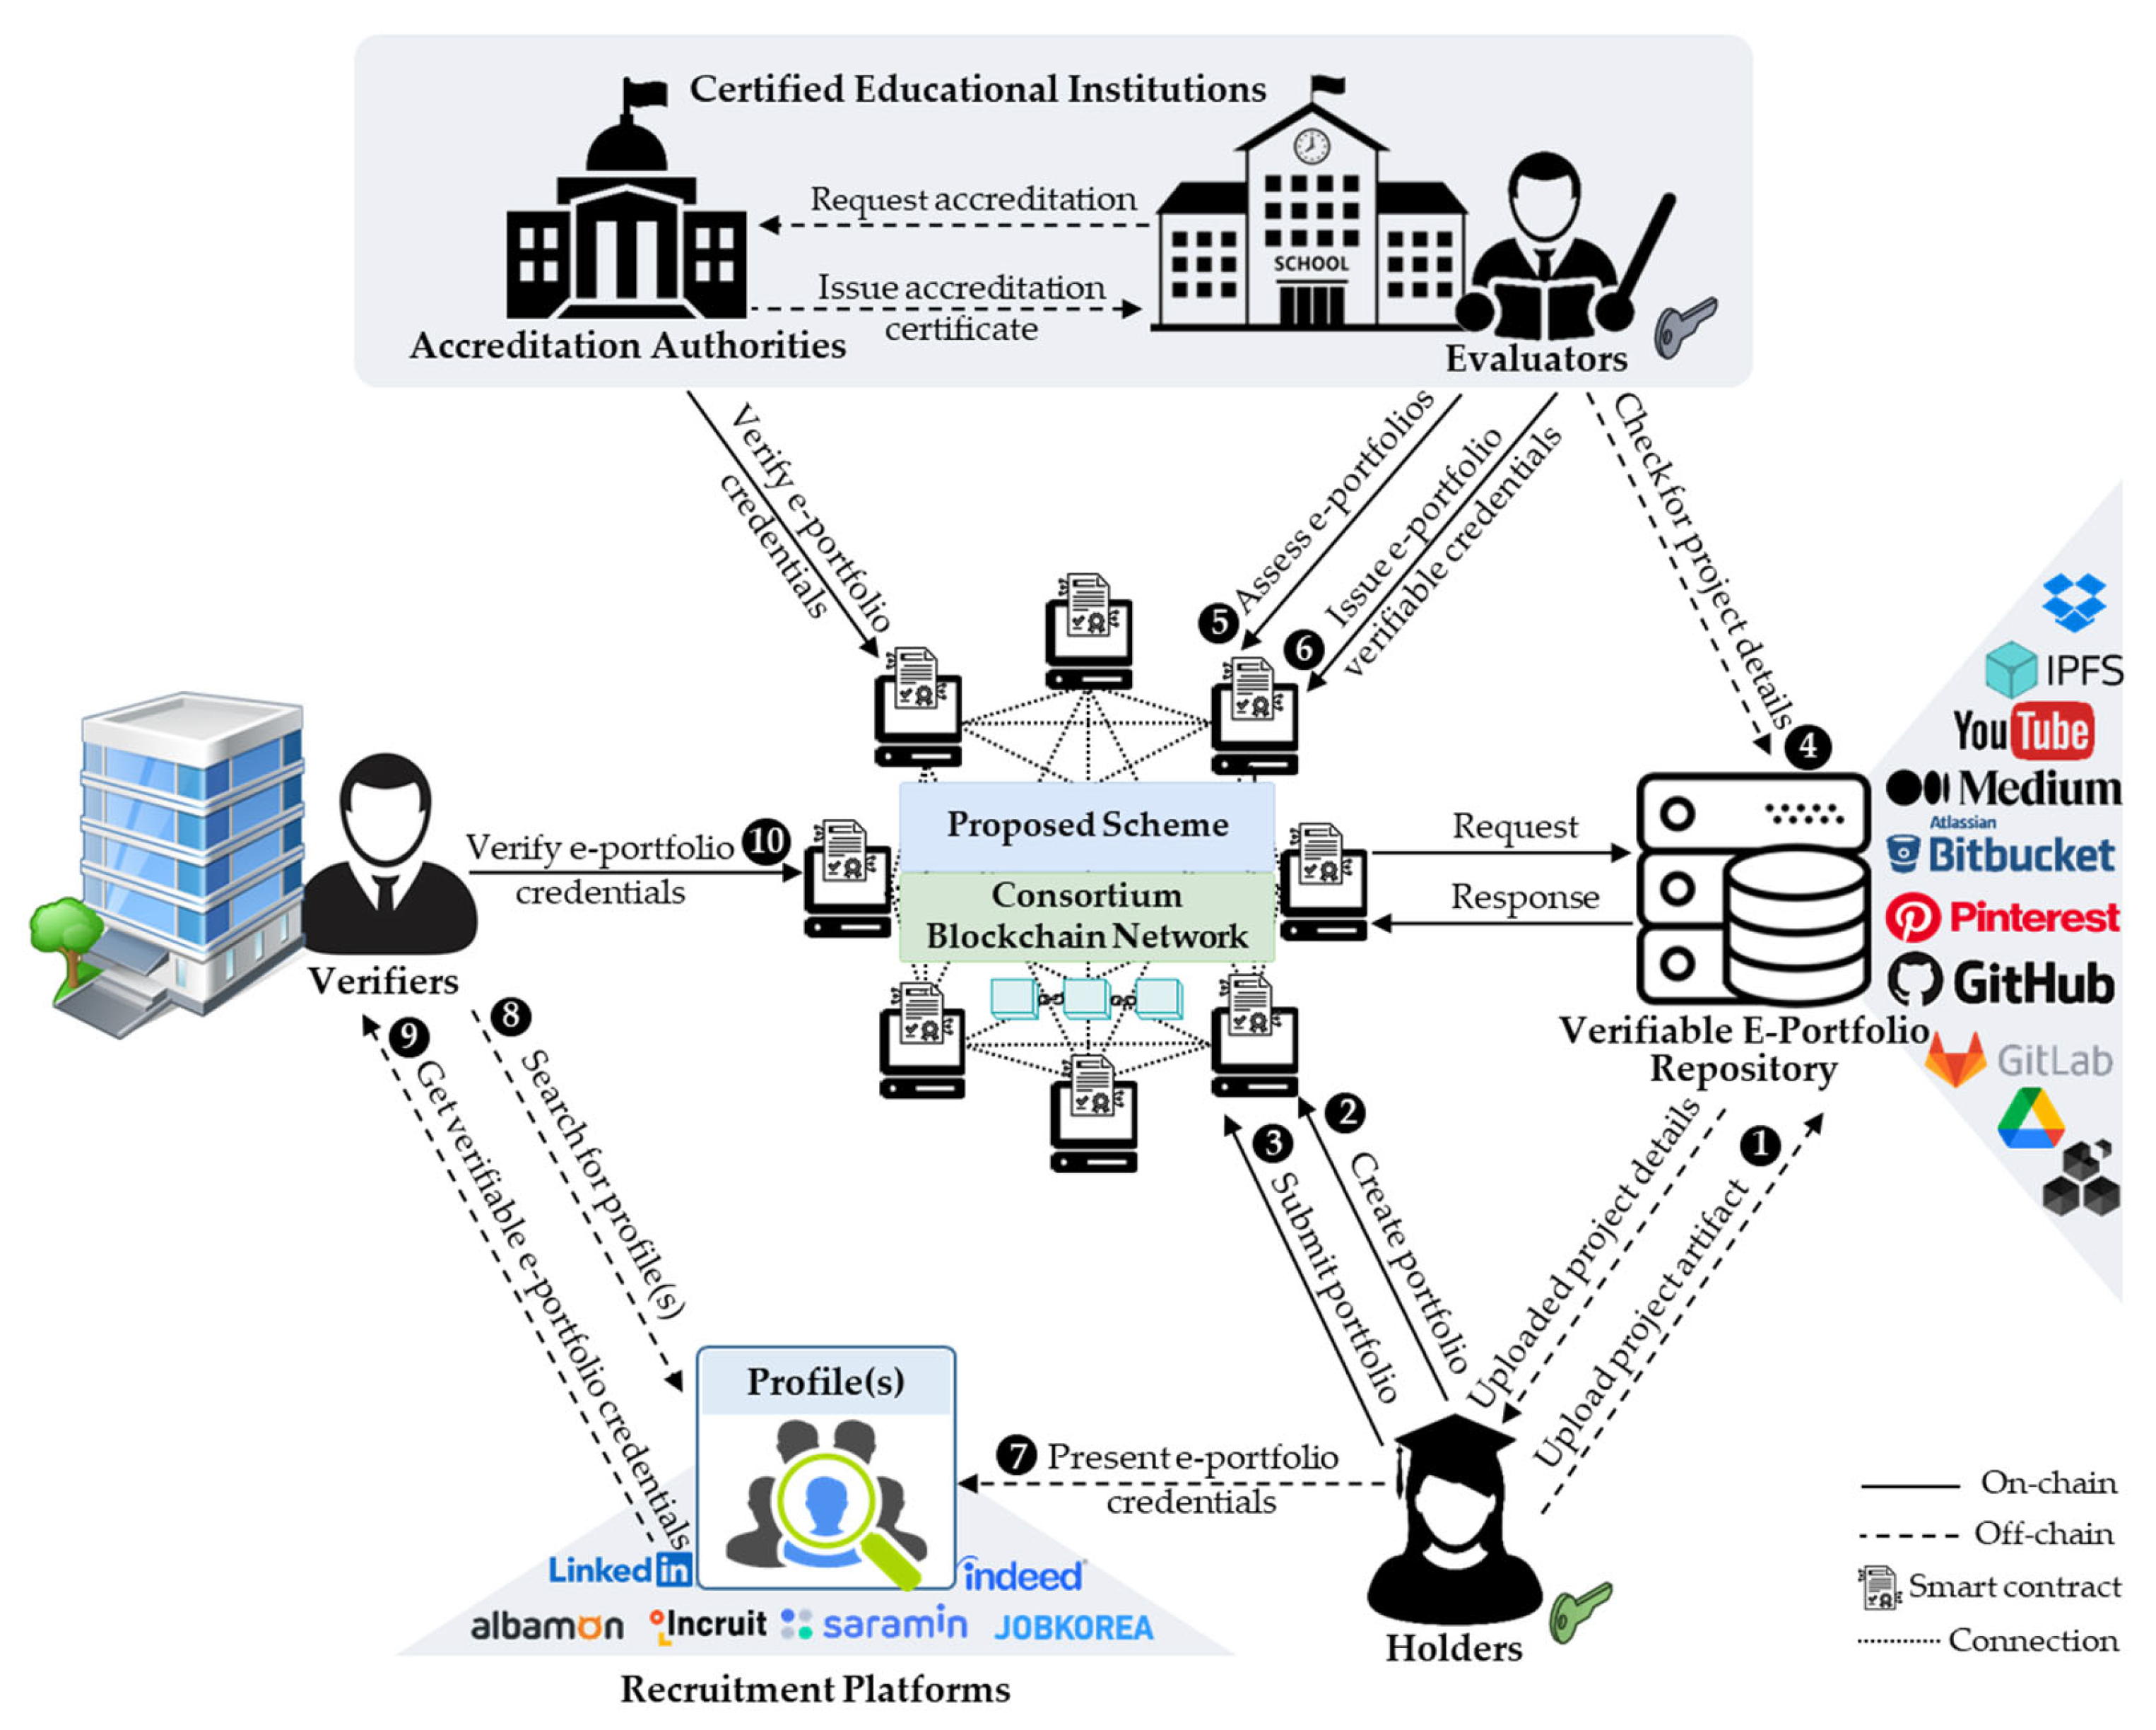 Certified Educational Institutions
Request accreditation
SCHOOL
Issue accreditation
certificate
Accreditation Authorities
Evaluators
Verify e-portfolio
credentials
Assess e-portfolios
Issue e-portfolio
verifiable credentials
Check for project details
5
6
4
IPFS
YouTube
Medium
Atlassian
Bitbucket
Pinterest
GitHub
GitLab
Proposed Scheme
Consortium
Blockchain Network
Request
Response
Verify e-portfolio 10
credentials
Verifiers
Verifiable E-Portfolio
Repository
9 Get verifiable e-portfolio credentials
8 Search for profile(s)
3 Submit portfolio
2 Create portfolio
Uploaded project details
1 Upload project artifact
Profile(s)
7 Present e-portfolio
credentials
Linked in
indeed
albamon
Incruit
saramin
JOBKOREA
Recruitment Platforms
Holders
On-chain
Off-chain
Smart contract
Connection